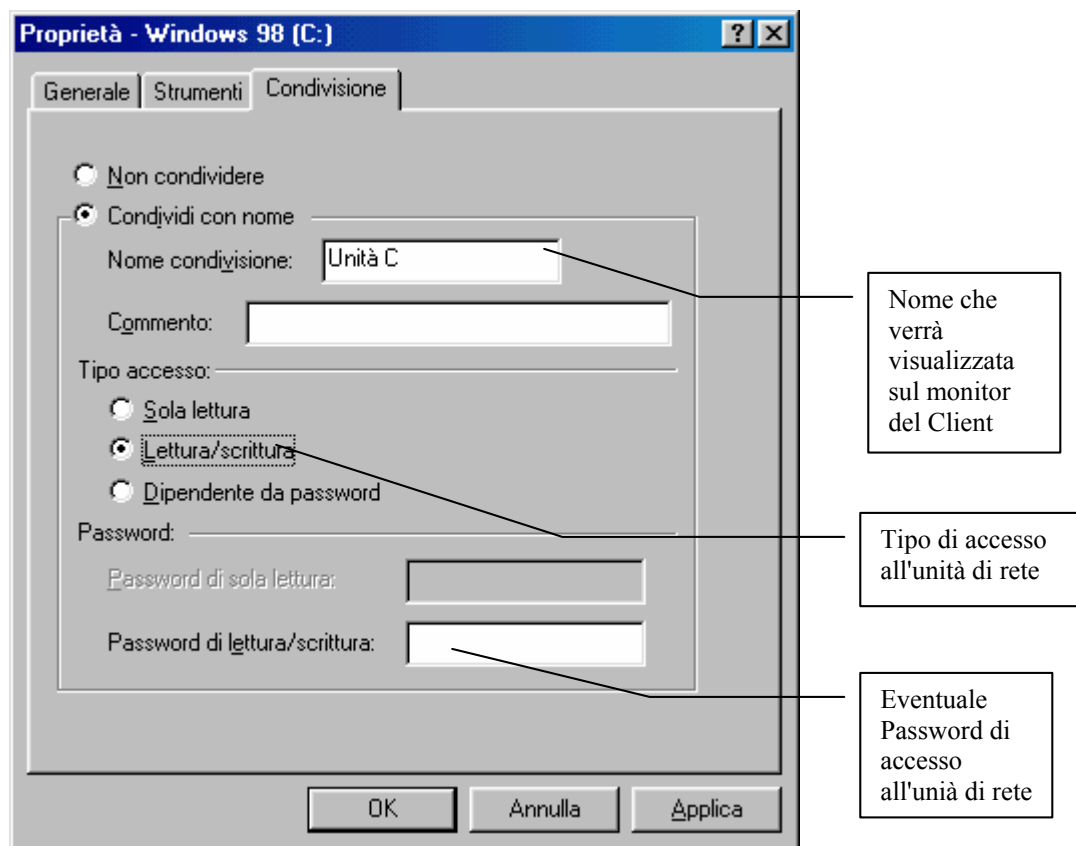 Proprietà - Windows 98 (C:)
Generale Strumenti Condivisione
Non condividere
Condividi con nome
Nome condivisione: Unità C
Commento:
Tipo accesso:
Sola lettura
Lettura/scrittura
Dipendente da password
Password:
Password di sola lettura:
Password di lettura/scrittura:
OK Annulla Applica
Nome che
verrà
visualizzata
sul monitor
del Client
Tipo di accesso
all'unità di rete
Eventuale
Password di
accesso
all'unià di rete